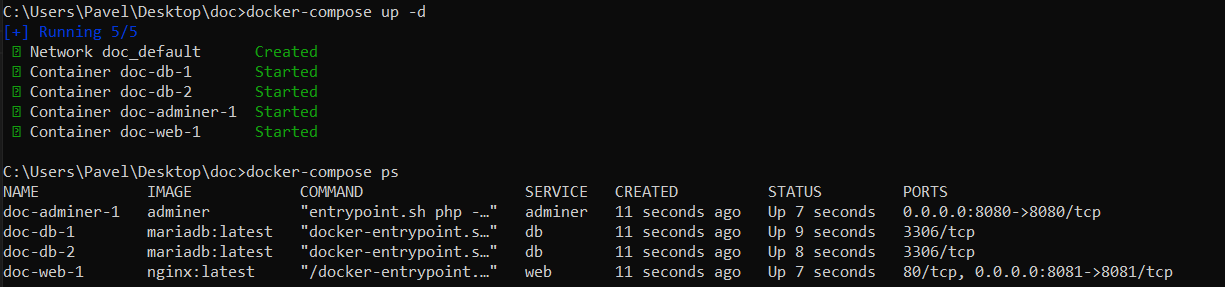 C:\Users\Pavel\Desktop\doc>docker-compose up -d
[+] Running 5/5
Network doc_default Created
Container doc-db-1 Started
Container doc-db-2 Started
Container doc-adminer-1 Started
Container doc-web-1 Started
C:\Users\Pavel\Desktop\doc>docker-compose ps
NAME IMAGE COMMAND SERVICE CREATED STATUS PORTS
doc-adminer-1 adminer "entrypoint.sh php -…" adminer 11 seconds ago Up 7 seconds 0.0.0.0:8080->8080/tcp
doc-db-1 mariadb:latest "docker-entrypoint.s…" db 11 seconds ago Up 9 seconds 3306/tcp
doc-db-2 mariadb:latest "docker-entrypoint.s…" db 11 seconds ago Up 8 seconds 3306/tcp
doc-web-1 nginx:latest "/docker-entrypoint.…" web 11 seconds ago Up 7 seconds 80/tcp, 0.0.0.0:8081->8081/tcp